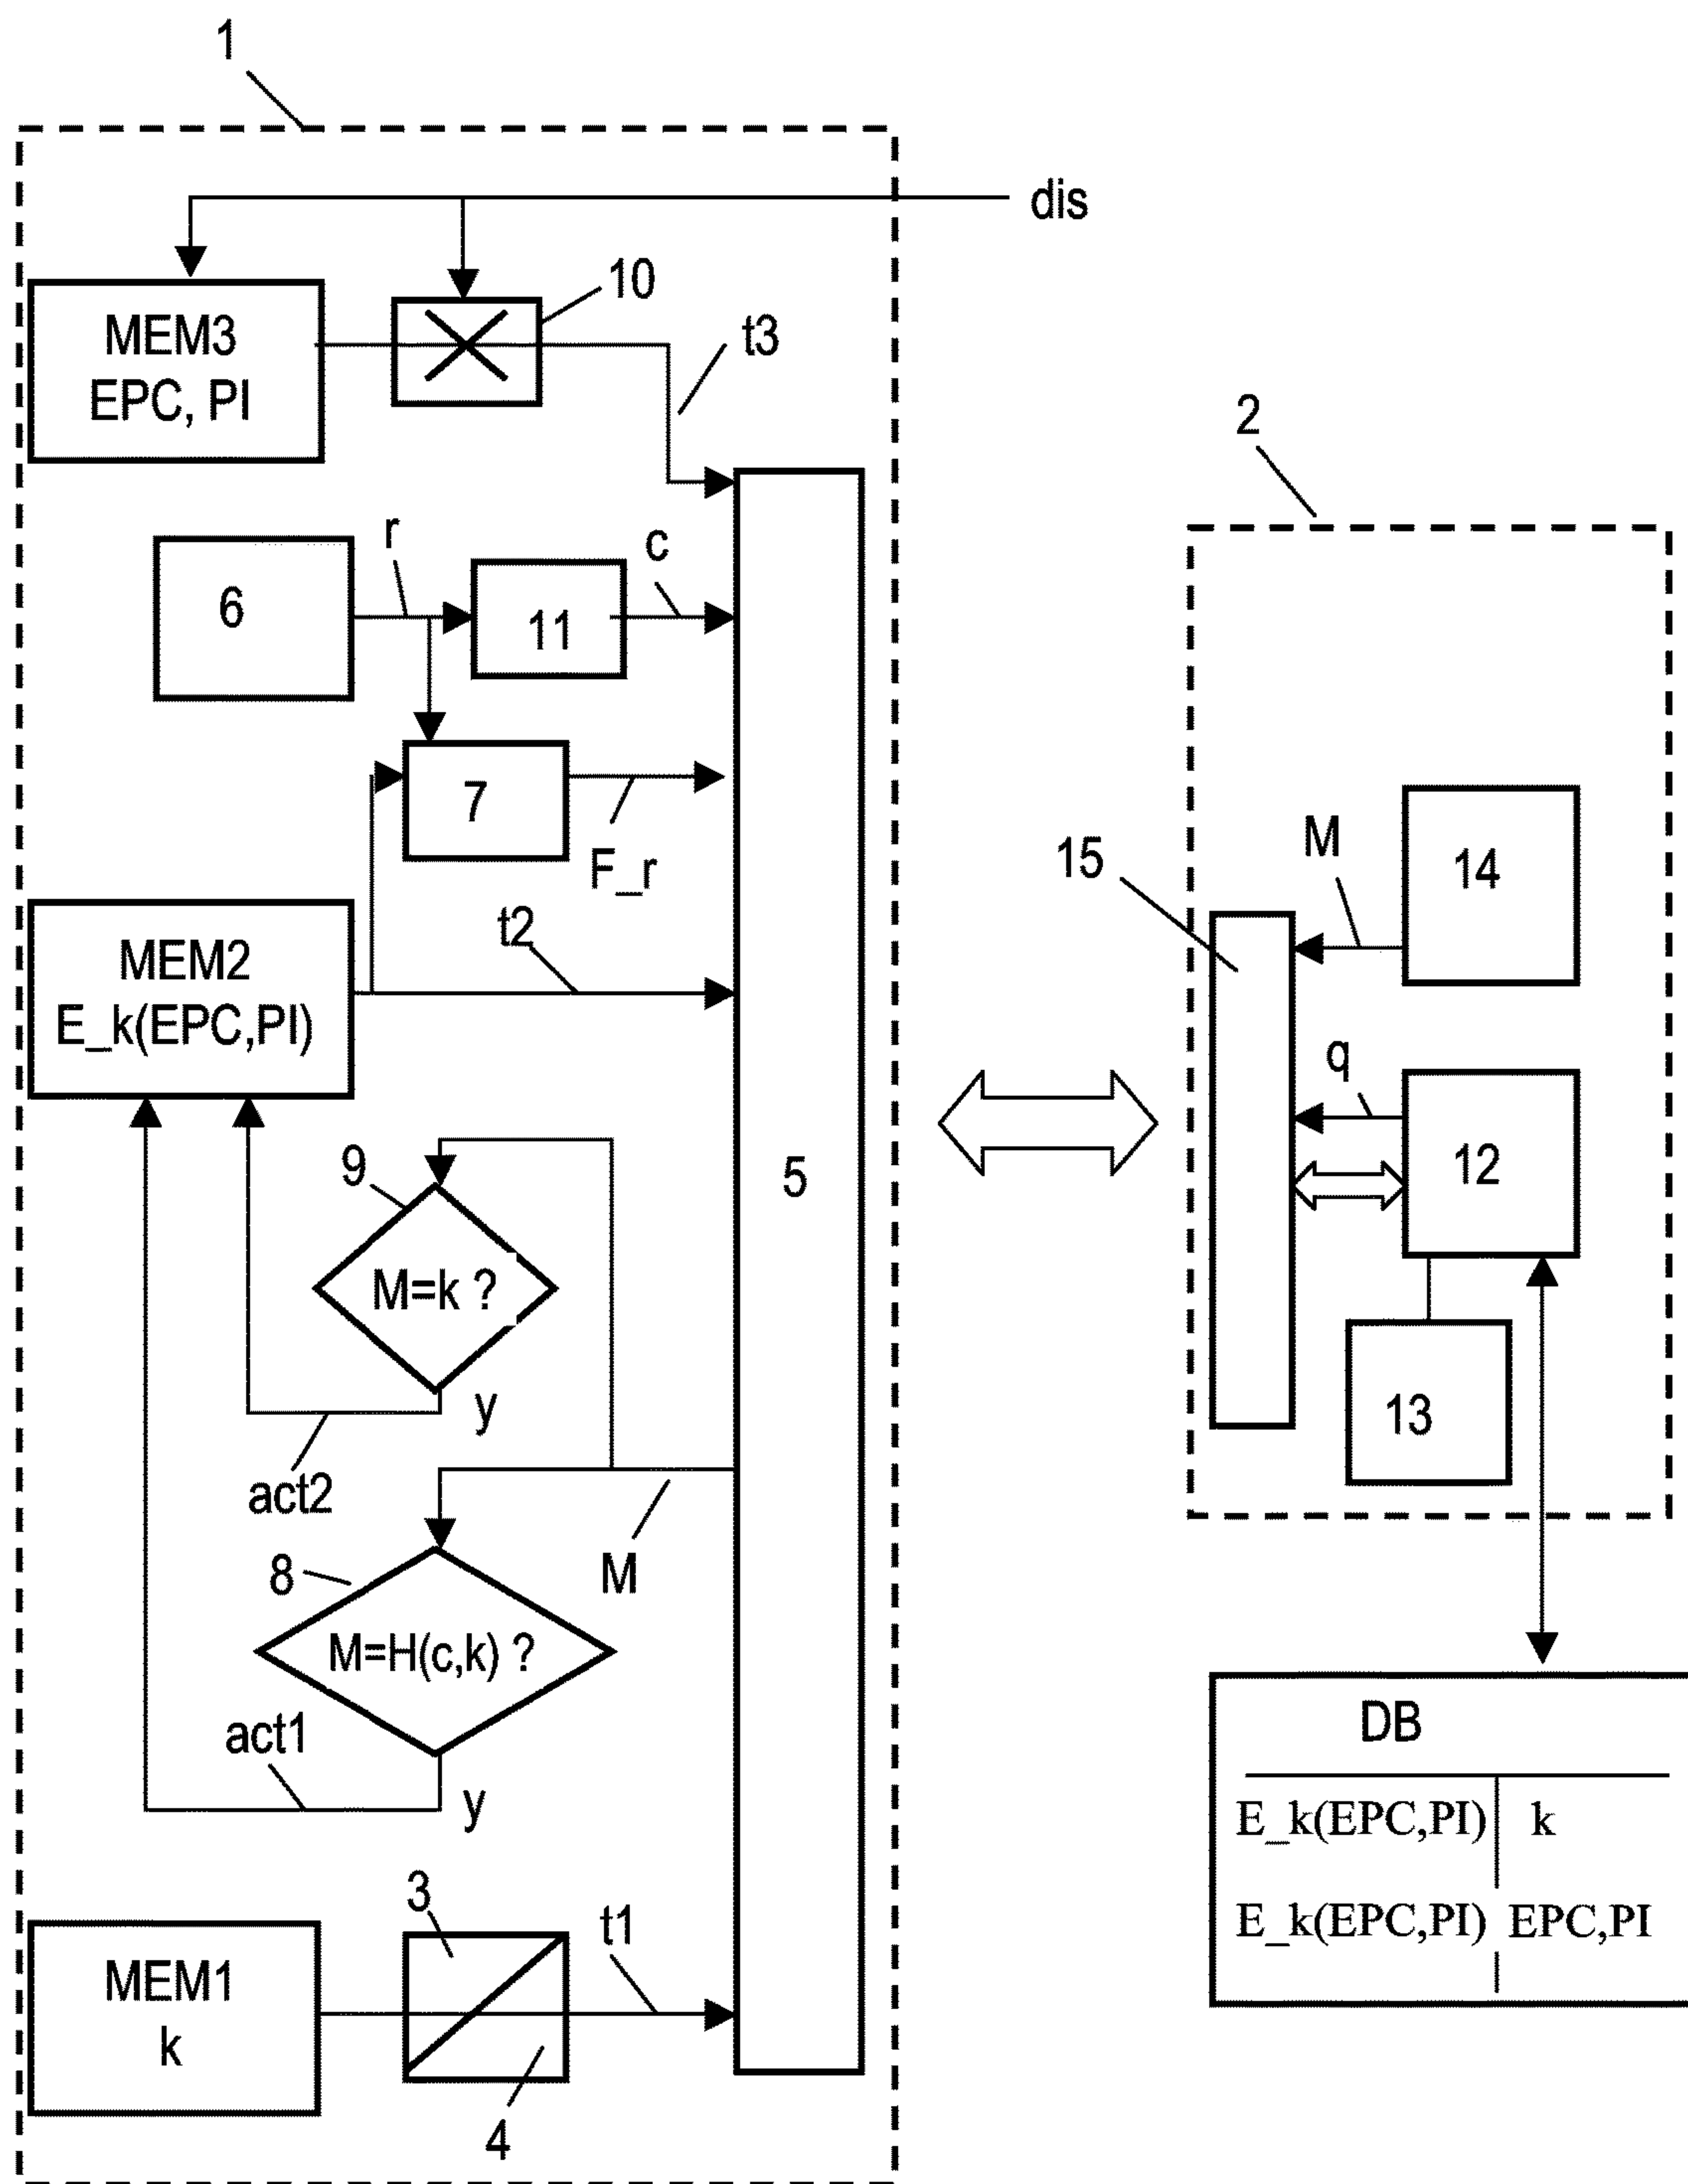 1
dis
MEM3
EPC, PI
10
t3
2
r
c
6
11
7
F_r
M
14
15
t2
MEM2
E_k(EPC,PI)
q
12
9
5
M=k ?
y
13
act2
M
8
M=H(c,k) ?
act1
y
DB
E_k(EPC,PI) k
E_k(EPC,PI) EPC,PI
3
t1
MEM1
k
4